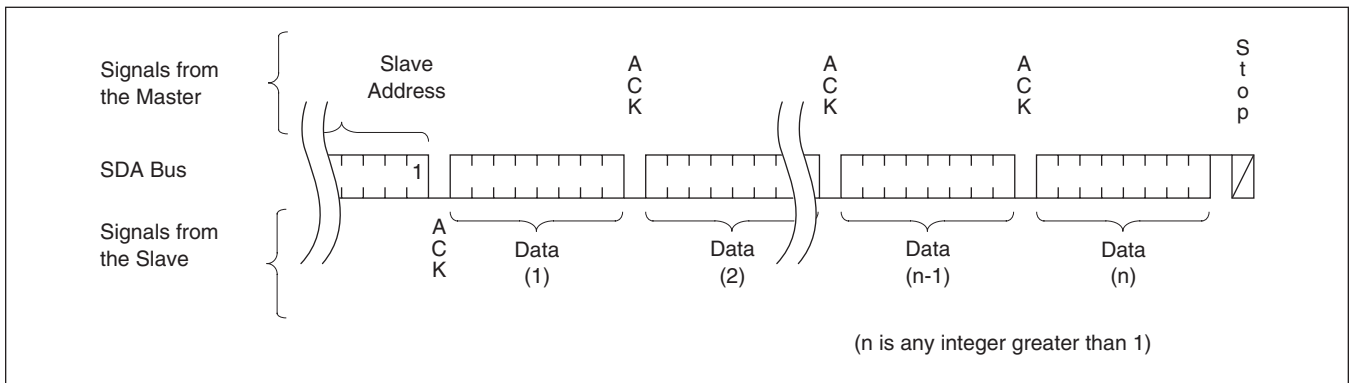 Signals from
the Master
Slave
Address
A
C
K
A
C
K
A
C
K
S
t
o
p
SDA Bus
1
Signals from
the Slave
A
C
K
Data
(1)
Data
(2)
Data
(n-1)
Data
(n)
(n is any integer greater than 1)